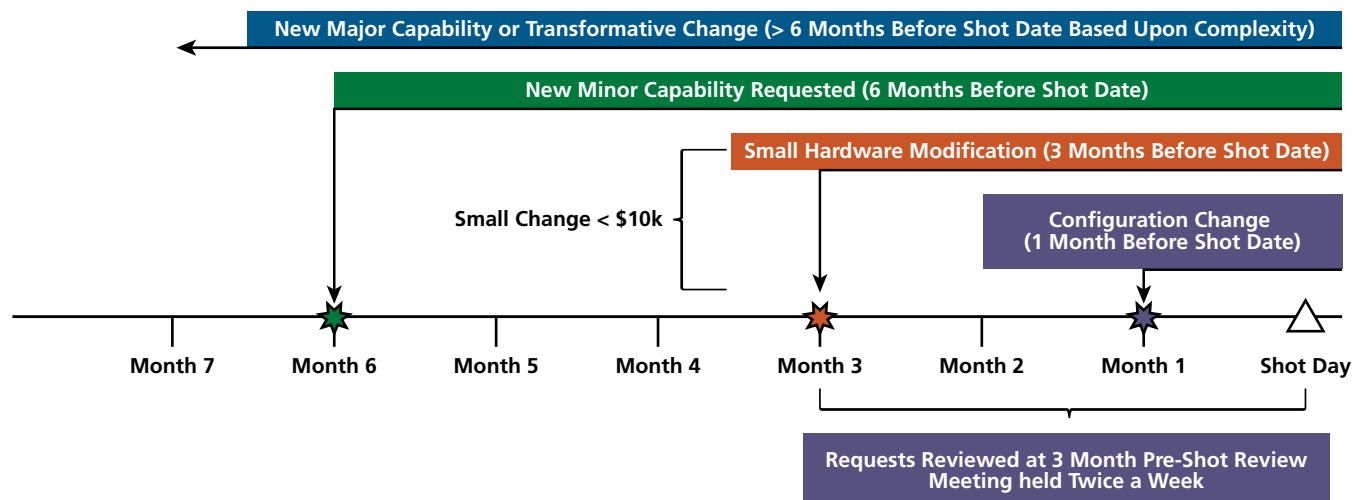 New Major Capability or Transformative Change (> 6 Months Before Shot Date Based Upon Complexity)
New Minor Capability Requested (6 Months Before Shot Date)
Small Hardware Modification (3 Months Before Shot Date)
Small Change < $10k
Configuration Change
(1 Month Before Shot Date)
Month 7
Month 6
Month 5
Month 4
Month 3
Month 2
Month 1
Shot Day
Requests Reviewed at 3 Month Pre-Shot Review
Meeting held Twice a Week